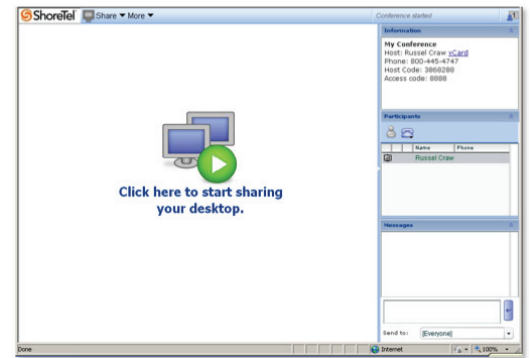 ShoreTel Share More Conference started
Click here to start sharing
your desktop.
Information
My Conference
Host: Russel Craw vCard
Phone: 800-445-4747
Host Code: 3868288
Access code: 8888
Participants
Name Phone
Russel Craw
Messages
Send to: [Everyone]
Done Internet 100%